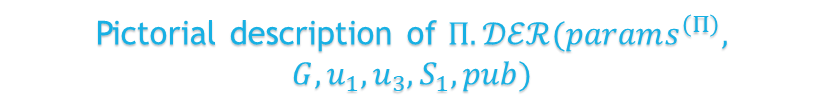 Pictorial description of Π.𝒟ℰℛ(params⁽ᴨ⁾,
G, u₁, u₃, S₁, pub)